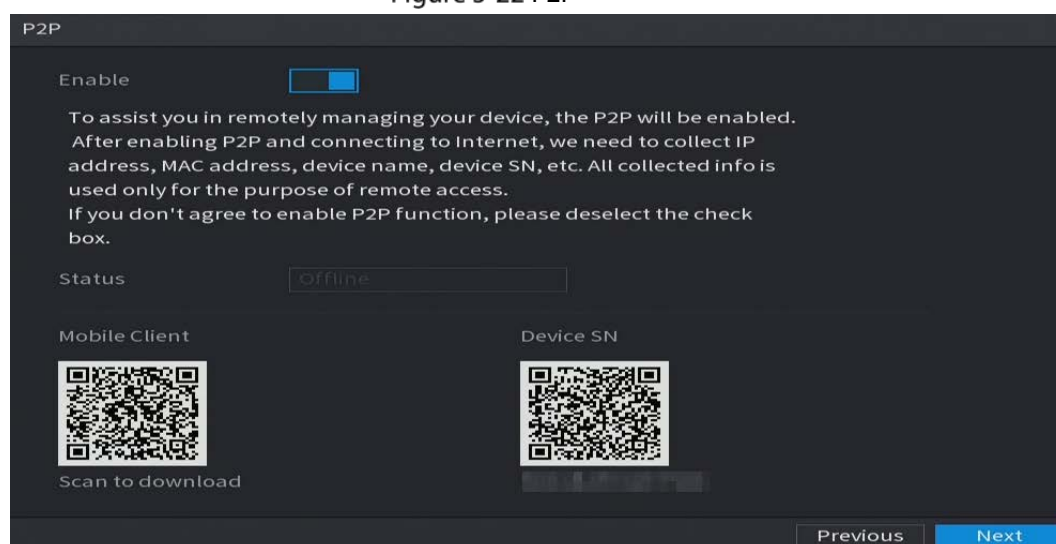 P2P
Enable
To assist you in remotely managing your device, the P2P will be enabled.
After enabling P2P and connecting to Internet, we need to collect IP
address, MAC address, device name, device SN, etc. All collected info is
used only for the purpose of remote access.
If you don't agree to enable P2P function, please deselect the check
box.
Status Offline
Mobile Client Device SN
Scan to download
Previous Next